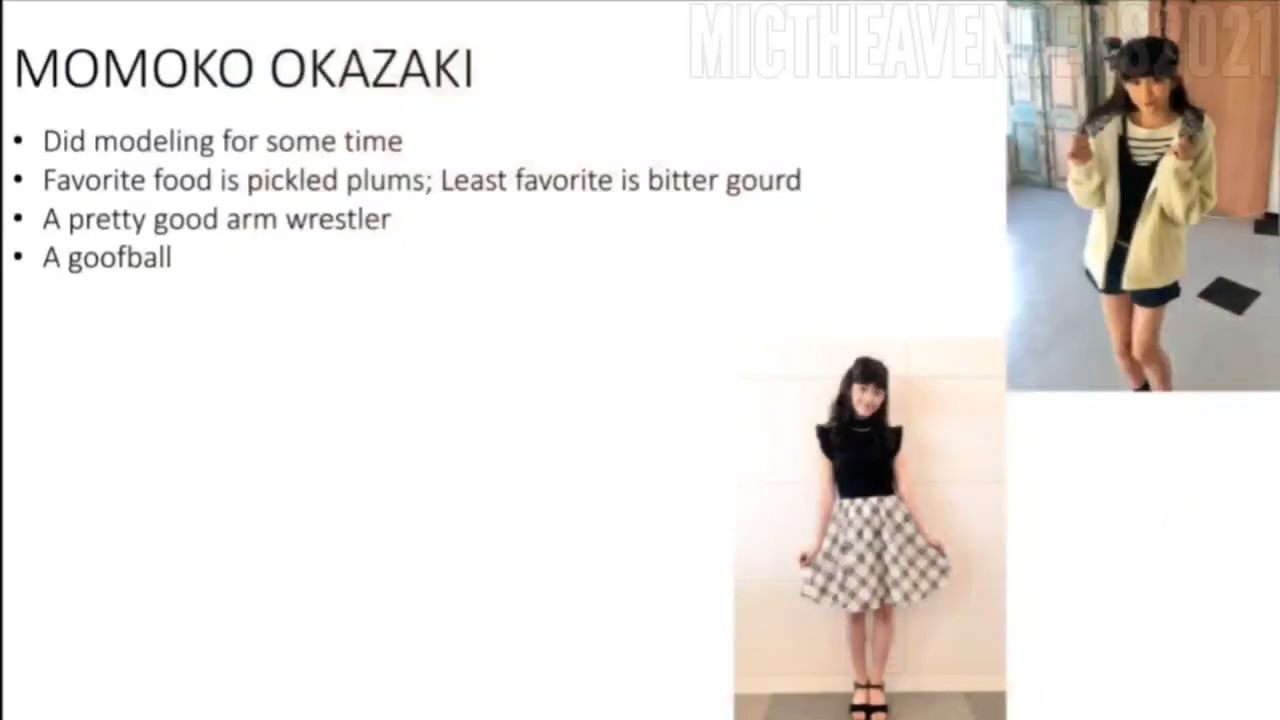 MICTHEAVENGERS2021
MOMOKO OKAZAKI
• Did modeling for some time
• Favorite food is pickled plums; Least favorite is bitter gourd
• A pretty good arm wrestler
• A goofball